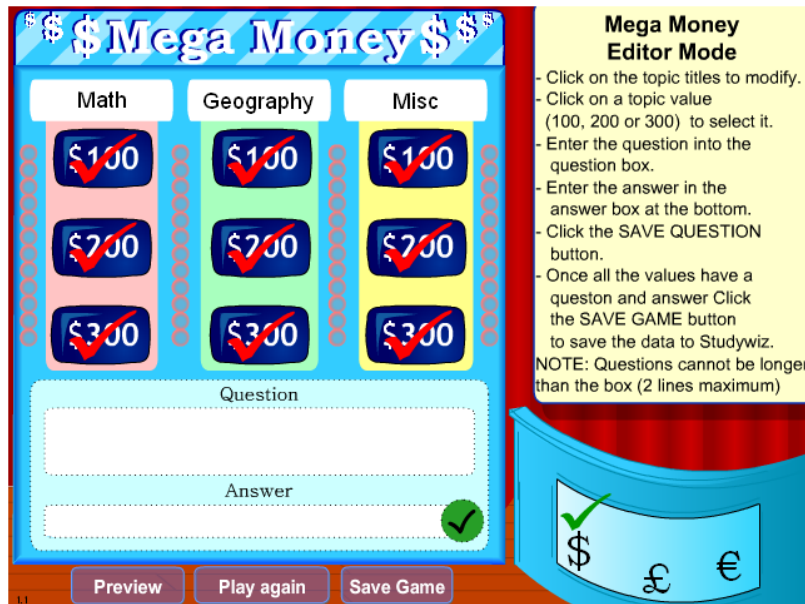 $$$Mega Money$$$
Math Geography Misc
$100 $100 $100
$200 $200 $200
$300 $300 $300
Question
Answer
Preview Play again Save Game
Mega Money
Editor Mode
- Click on the topic titles to modify.
- Click on a topic value
(100, 200 or 300) to select it.
- Enter the question into the
question box.
- Enter the answer in the
answer box at the bottom.
- Click the SAVE QUESTION
button.
- Once all the values have a
queston and answer Click
the SAVE GAME button
to save the data to Studywiz.
NOTE: Questions cannot be longer
than the box (2 lines maximum)
$ £ €